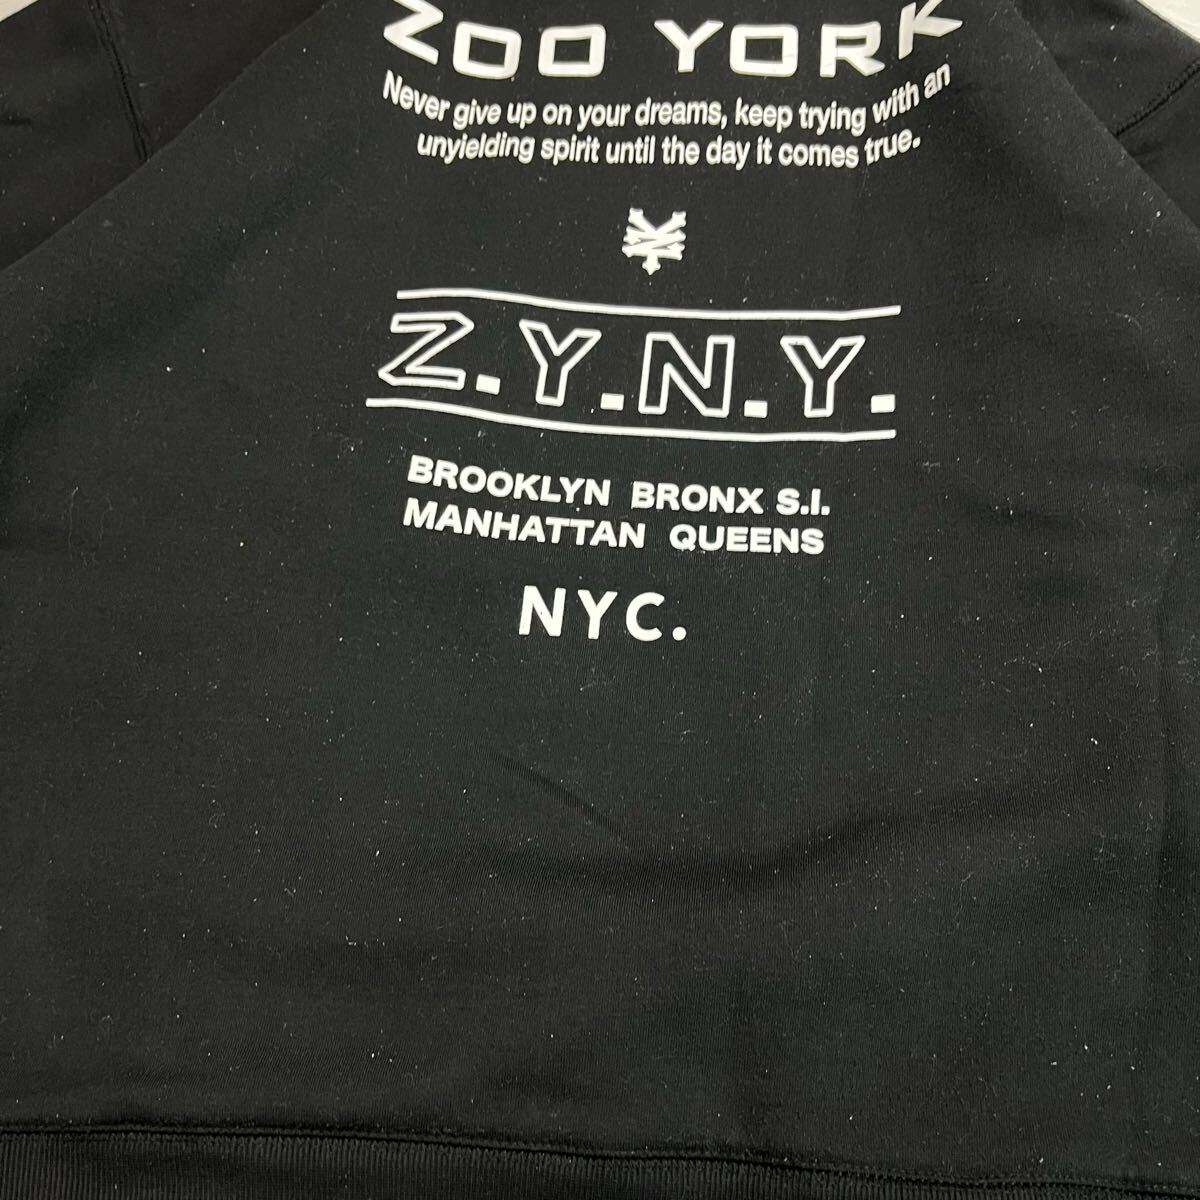 ZOO YORK
Never give up on your dreams, keep trying with an
unyielding spirit until the day it comes true.
Z.Y.N.Y.
BROOKLYN BRONX S.I.
MANHATTAN QUEENS
NYC.